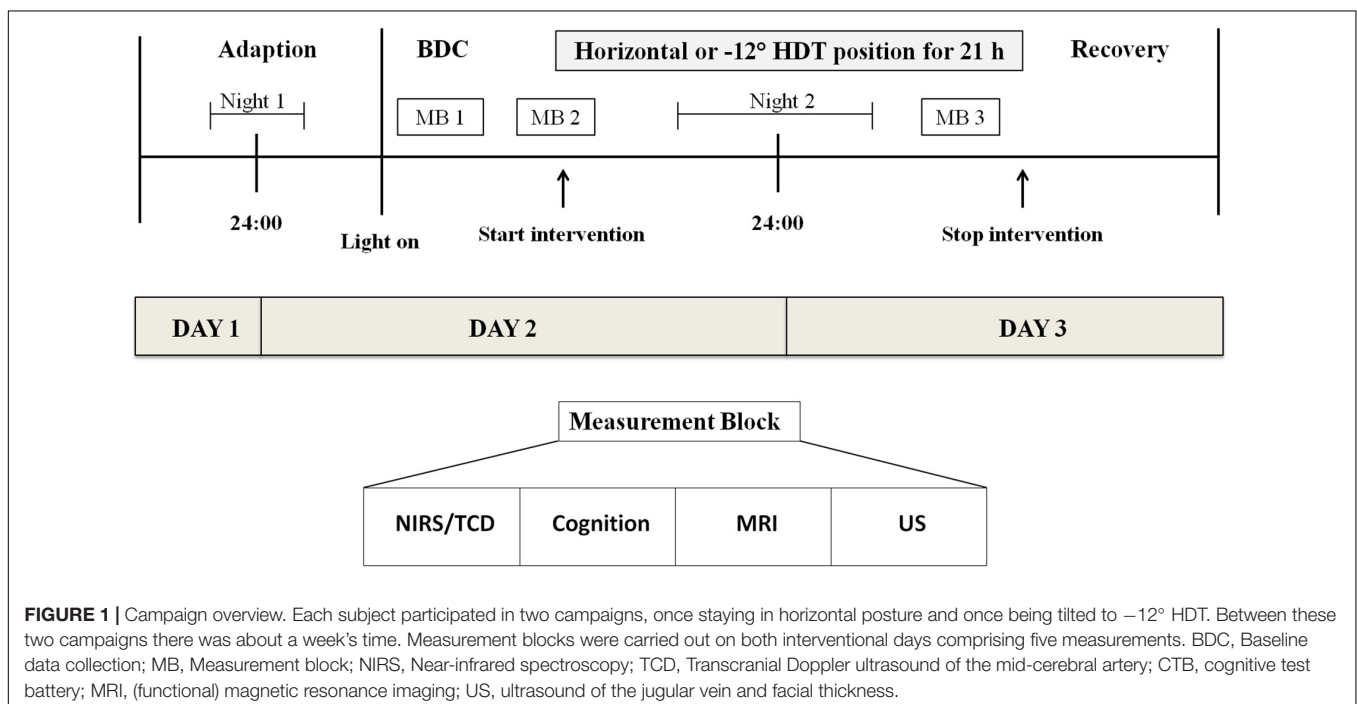 Adaption
BDC
Horizontal or -12° HDT position for 21 h
Recovery
Night 1
MB 1
MB 2
Night 2
MB 3
24:00
Light on
Start intervention
24:00
Stop intervention
DAY 1
DAY 2
DAY 3
Measurement Block
NIRS/TCD
Cognition
MRI
US
FIGURE 1 | Campaign overview. Each subject participated in two campaigns, once staying in horizontal posture and once being tilted to −12° HDT. Between these
two campaigns there was about a week's time. Measurement blocks were carried out on both interventional days comprising five measurements. BDC, Baseline
data collection; MB, Measurement block; NIRS, Near-infrared spectroscopy; TCD, Transcranial Doppler ultrasound of the mid-cerebral artery; CTB, cognitive test
battery; MRI, (functional) magnetic resonance imaging; US, ultrasound of the jugular vein and facial thickness.